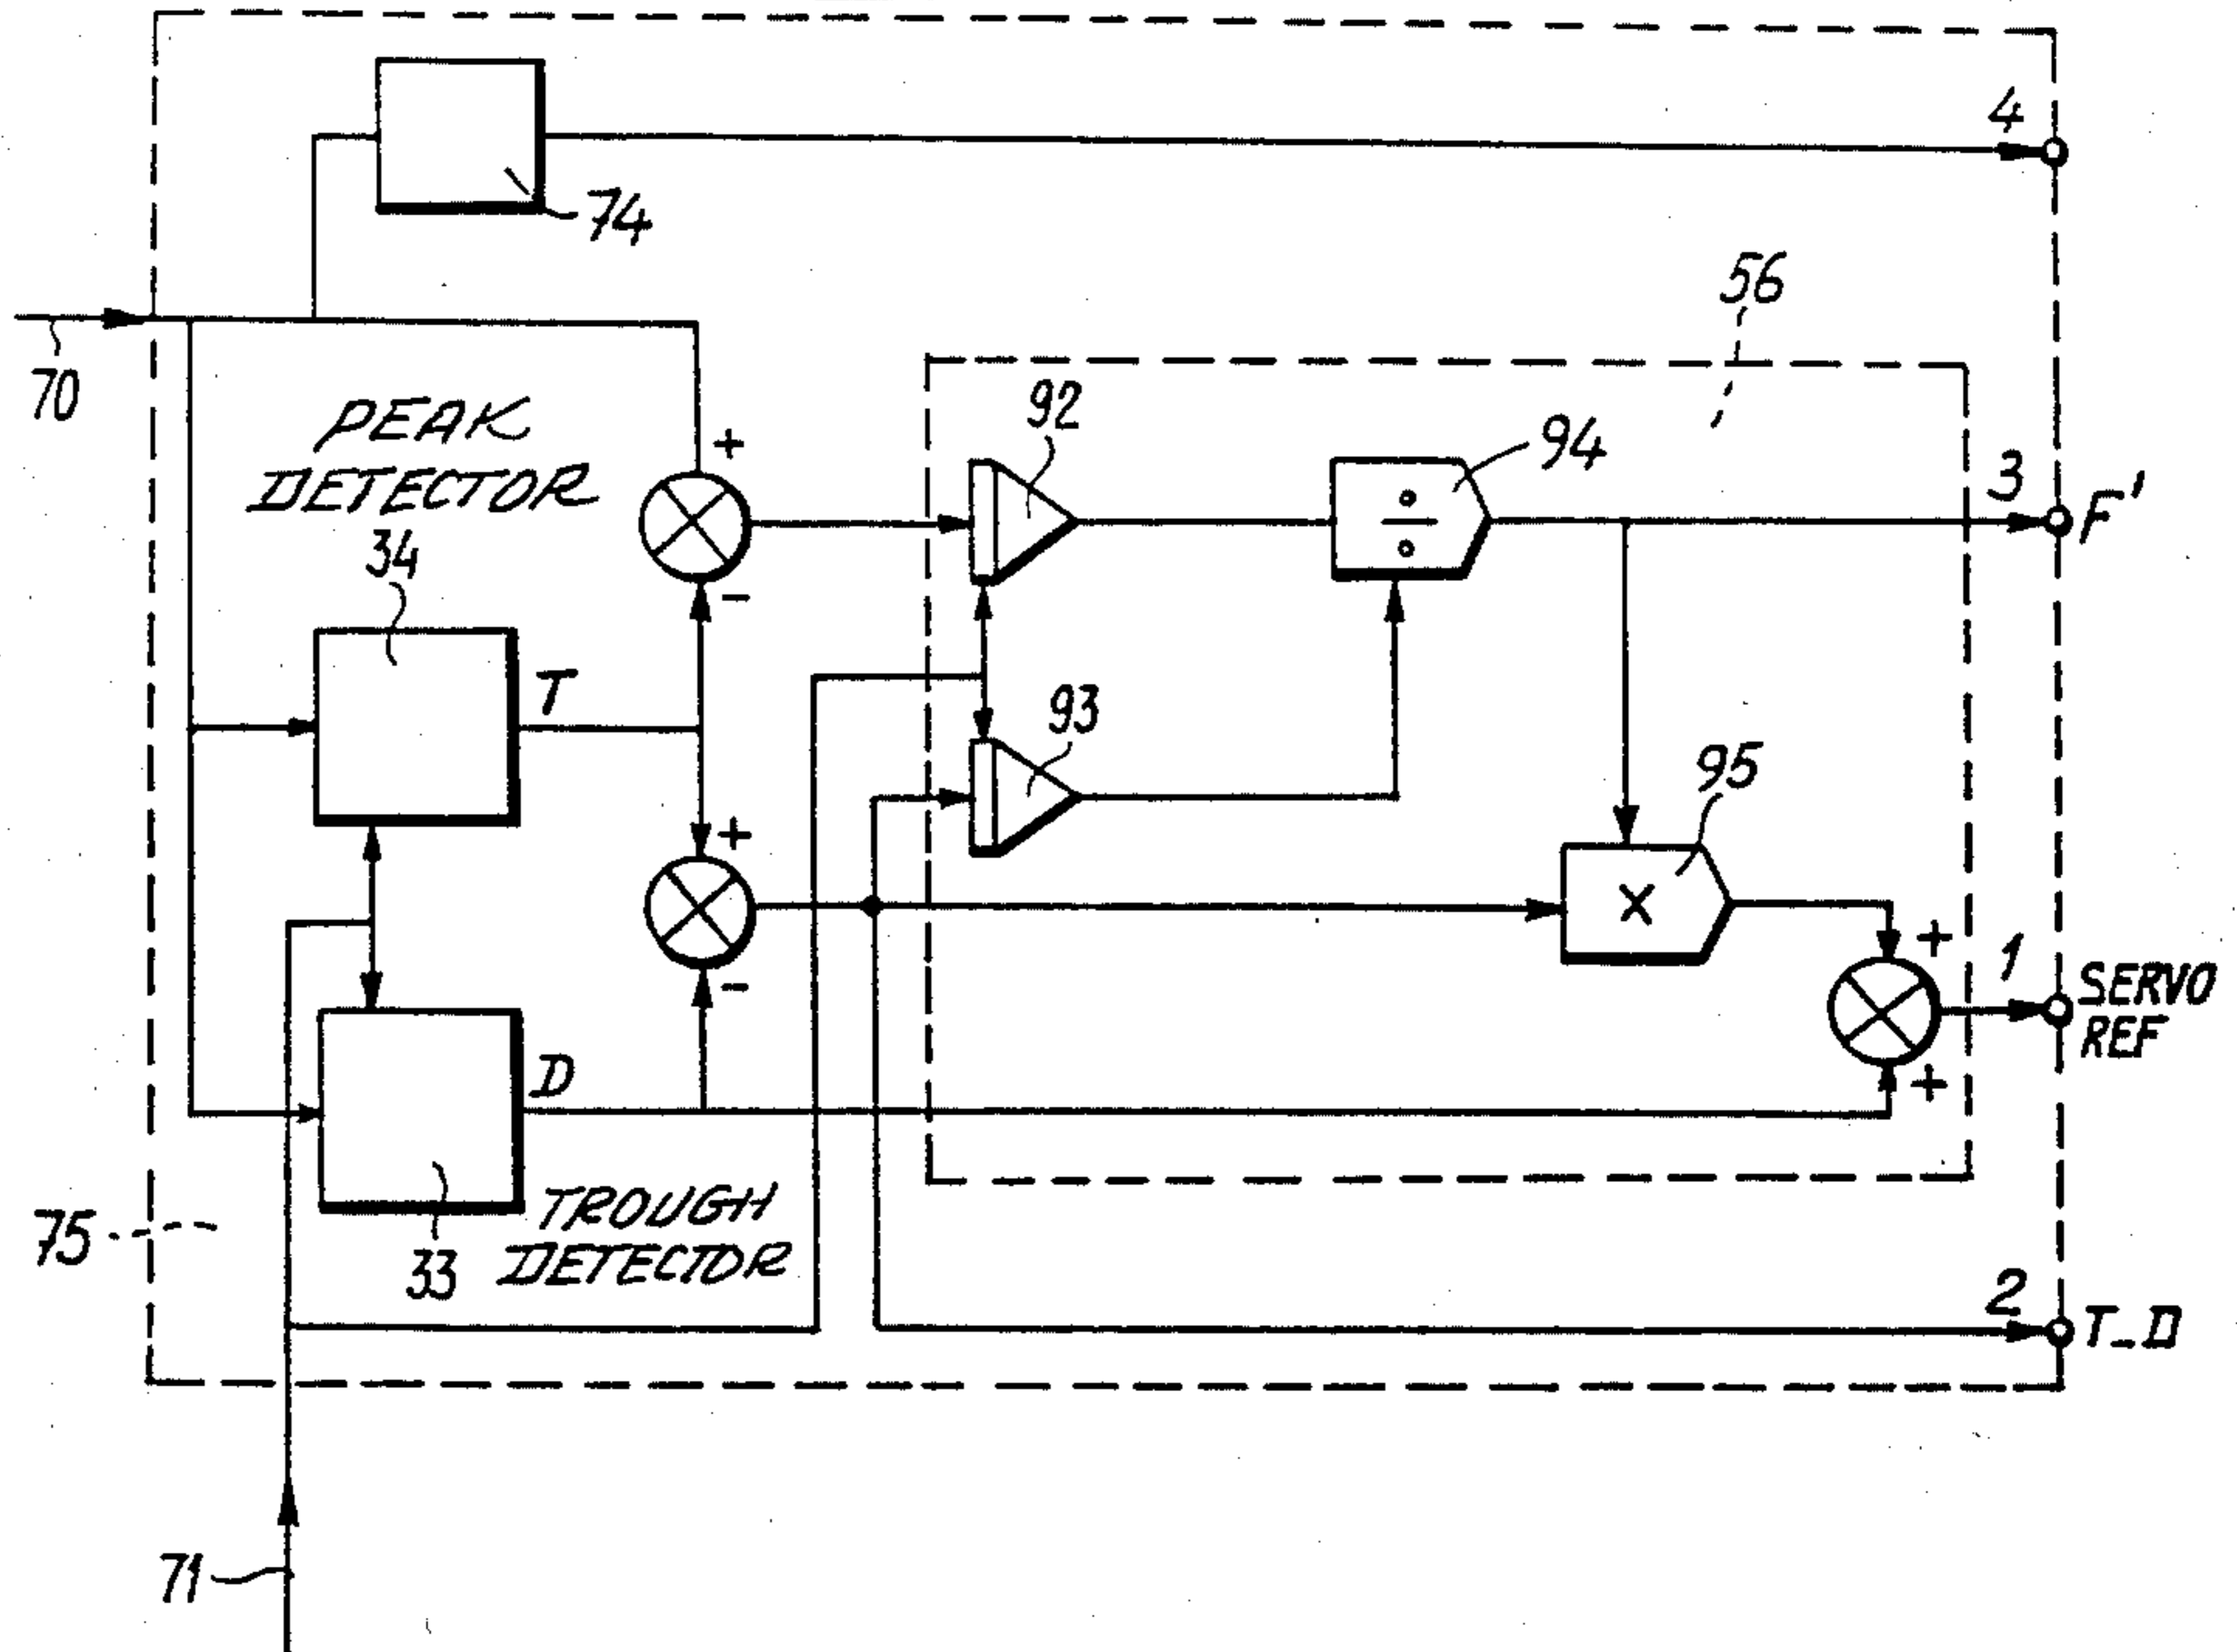 4
74
56
70
PEAK
DETECTOR
+
92
94
÷
3
F'
34
-
T
93
95
+
X
+
1
SERVO
REF
-
D
+
75
33
TROUGH
DETECTOR
2
T_D
71